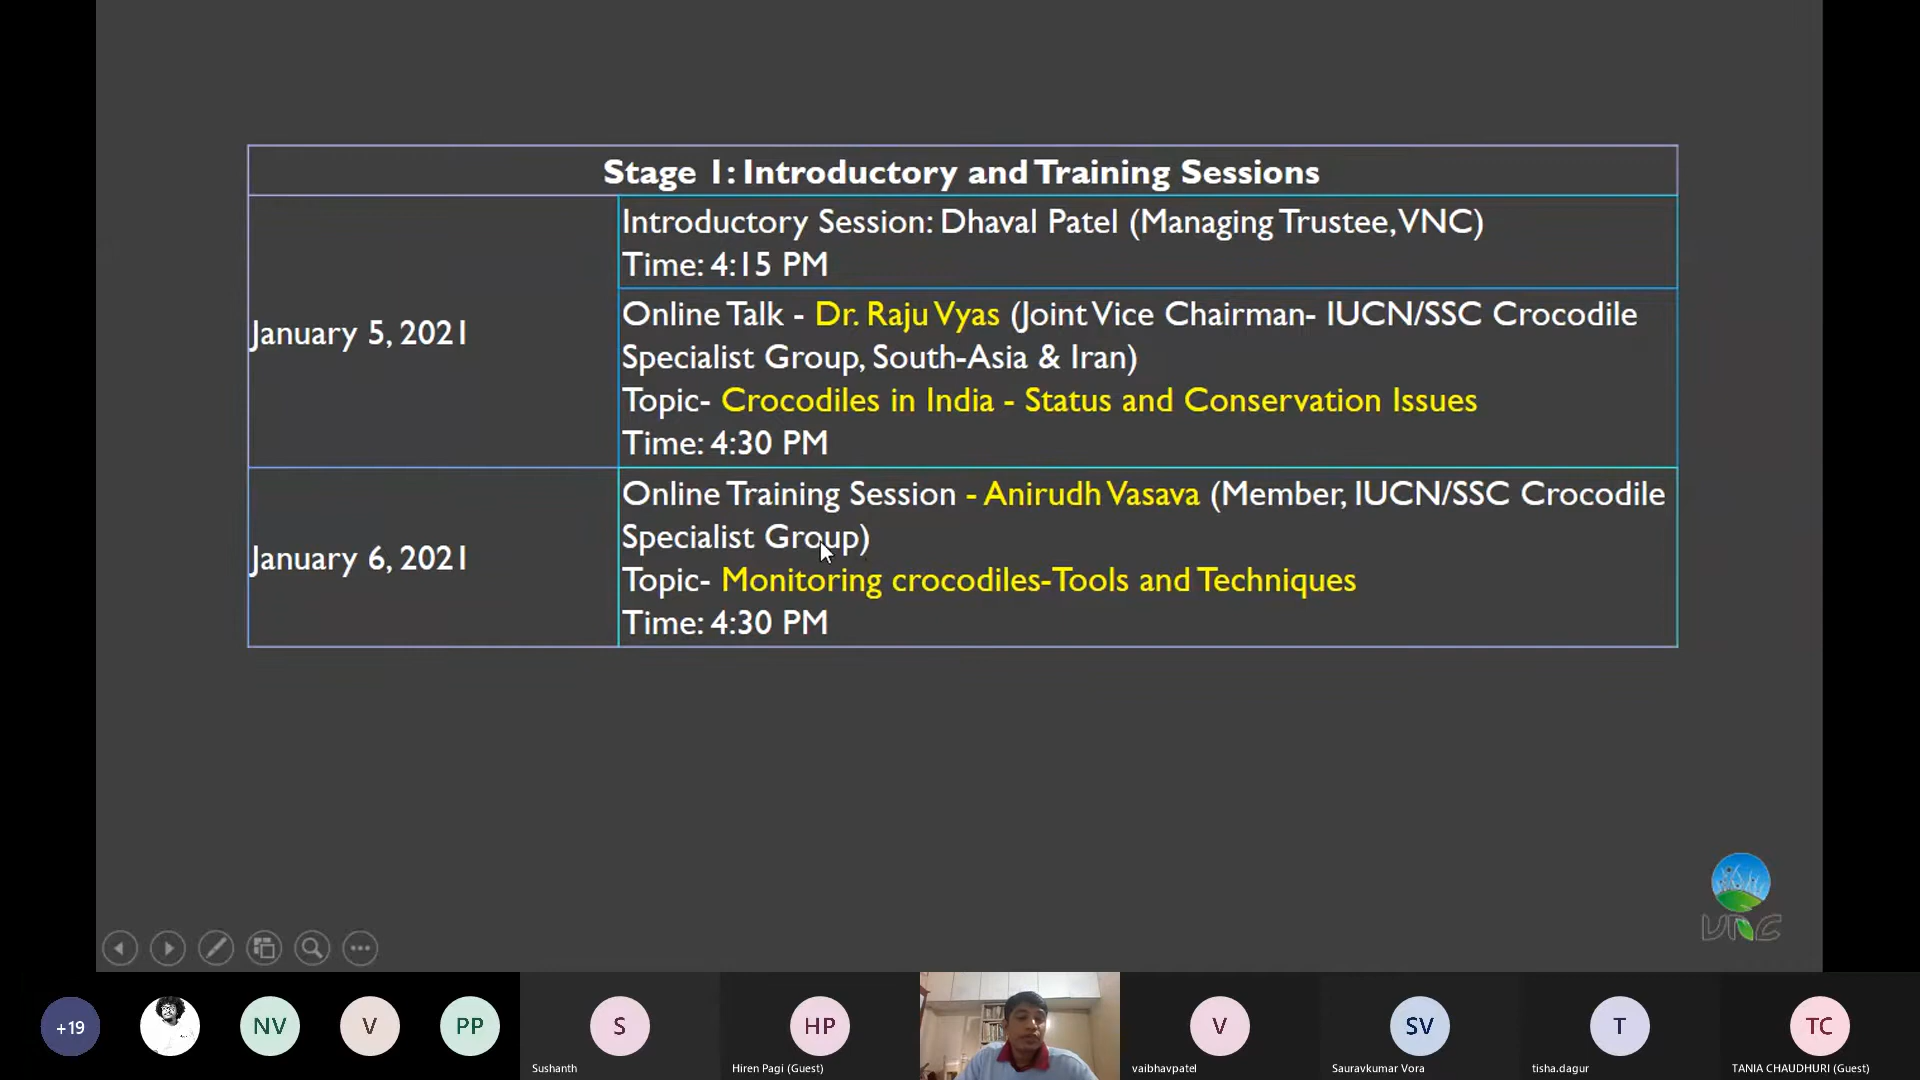 Stage 1: Introductory and Training Sessions
January 5, 2021
Introductory Session: Dhaval Patel (Managing Trustee, VNC)
Time: 4:15 PM
Online Talk - Dr. Raju Vyas (Joint Vice Chairman- IUCN/SSC Crocodile
Specialist Group, South-Asia & Iran)
Topic- Crocodiles in India - Status and Conservation Issues
Time: 4:30 PM
January 6, 2021
Online Training Session - Anirudh Vasava (Member, IUCN/SSC Crocodile
Specialist Group)
Topic- Monitoring crocodiles-Tools and Techniques
Time: 4:30 PM
VNC
+19
NV
V
PP
S
Sushanth
HP
Hiren Pagi (Guest)
V
vaibhavpatel
SV
Sauravkumar Vora
T
tisha.dagur
TC
TANIA CHAUDHURI (Guest)